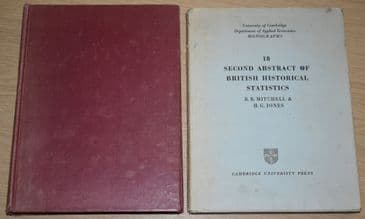 University of Cambridge
Department of Applied Economics
MONOGRAPHS
18
SECOND ABSTRACT OF
BRITISH HISTORICAL
STATISTICS
B. R. MITCHELL &
H. G. JONES
CAMBRIDGE UNIVERSITY PRESS